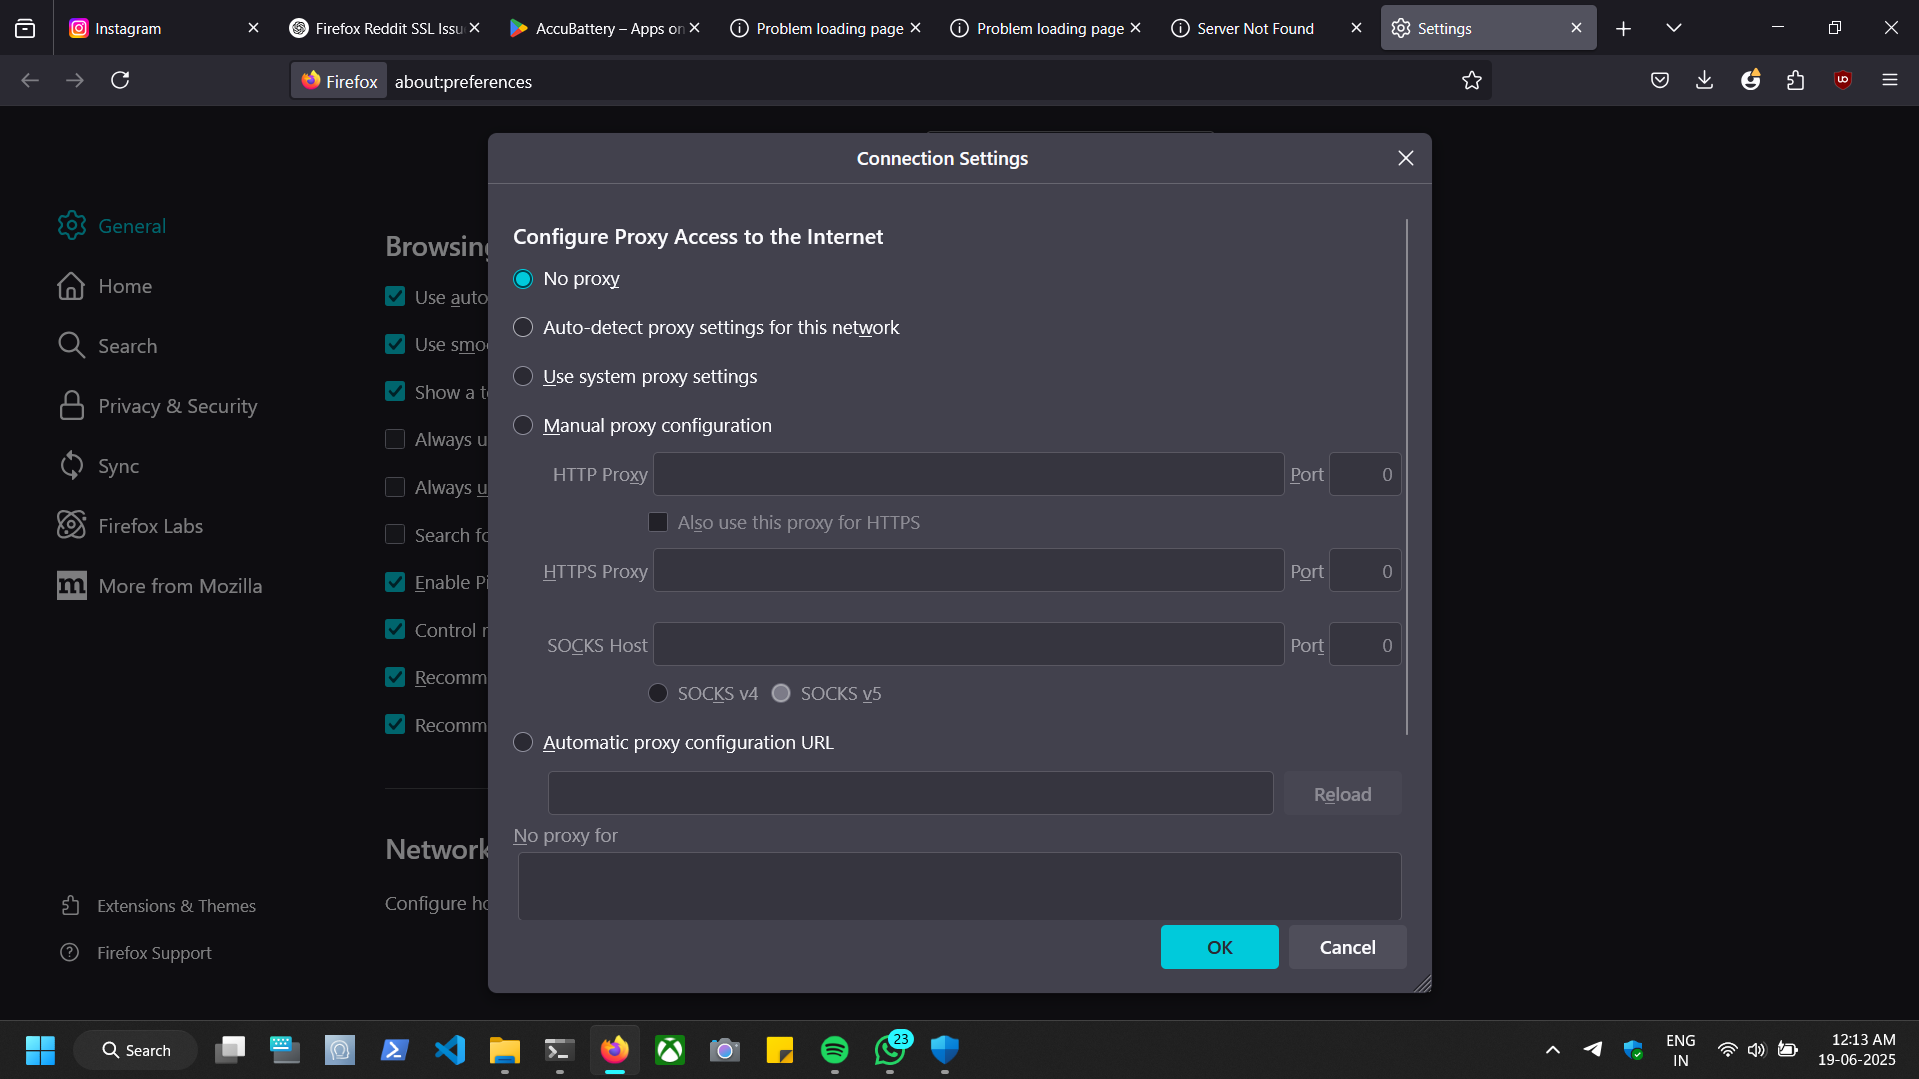 Instagram
Firefox Reddit SSL Issu
AccuBattery – Apps on
Problem loading page
Problem loading page
Server Not Found
Settings
Firefox
about:preferences
Connection Settings
General
Home
Search
Privacy & Security
Sync
Firefox Labs
More from Mozilla
Extensions & Themes
Firefox Support
Browsing
Use auto
Use smo
Show a t
Always u
Always u
Search fo
Enable Pi
Control
Recomm
Recomm
Network
Configure ho
Configure Proxy Access to the Internet
No proxy
Auto-detect proxy settings for this network
Use system proxy settings
Manual proxy configuration
HTTP Proxy
Port 0
Also use this proxy for HTTPS
HTTPS Proxy
Port 0
SOCKS Host
Port 0
SOCKS v4 SOCKS v5
Automatic proxy configuration URL
Reload
No proxy for
OK
Cancel
Search
23
ENG
IN
12:13 AM
19-06-2025